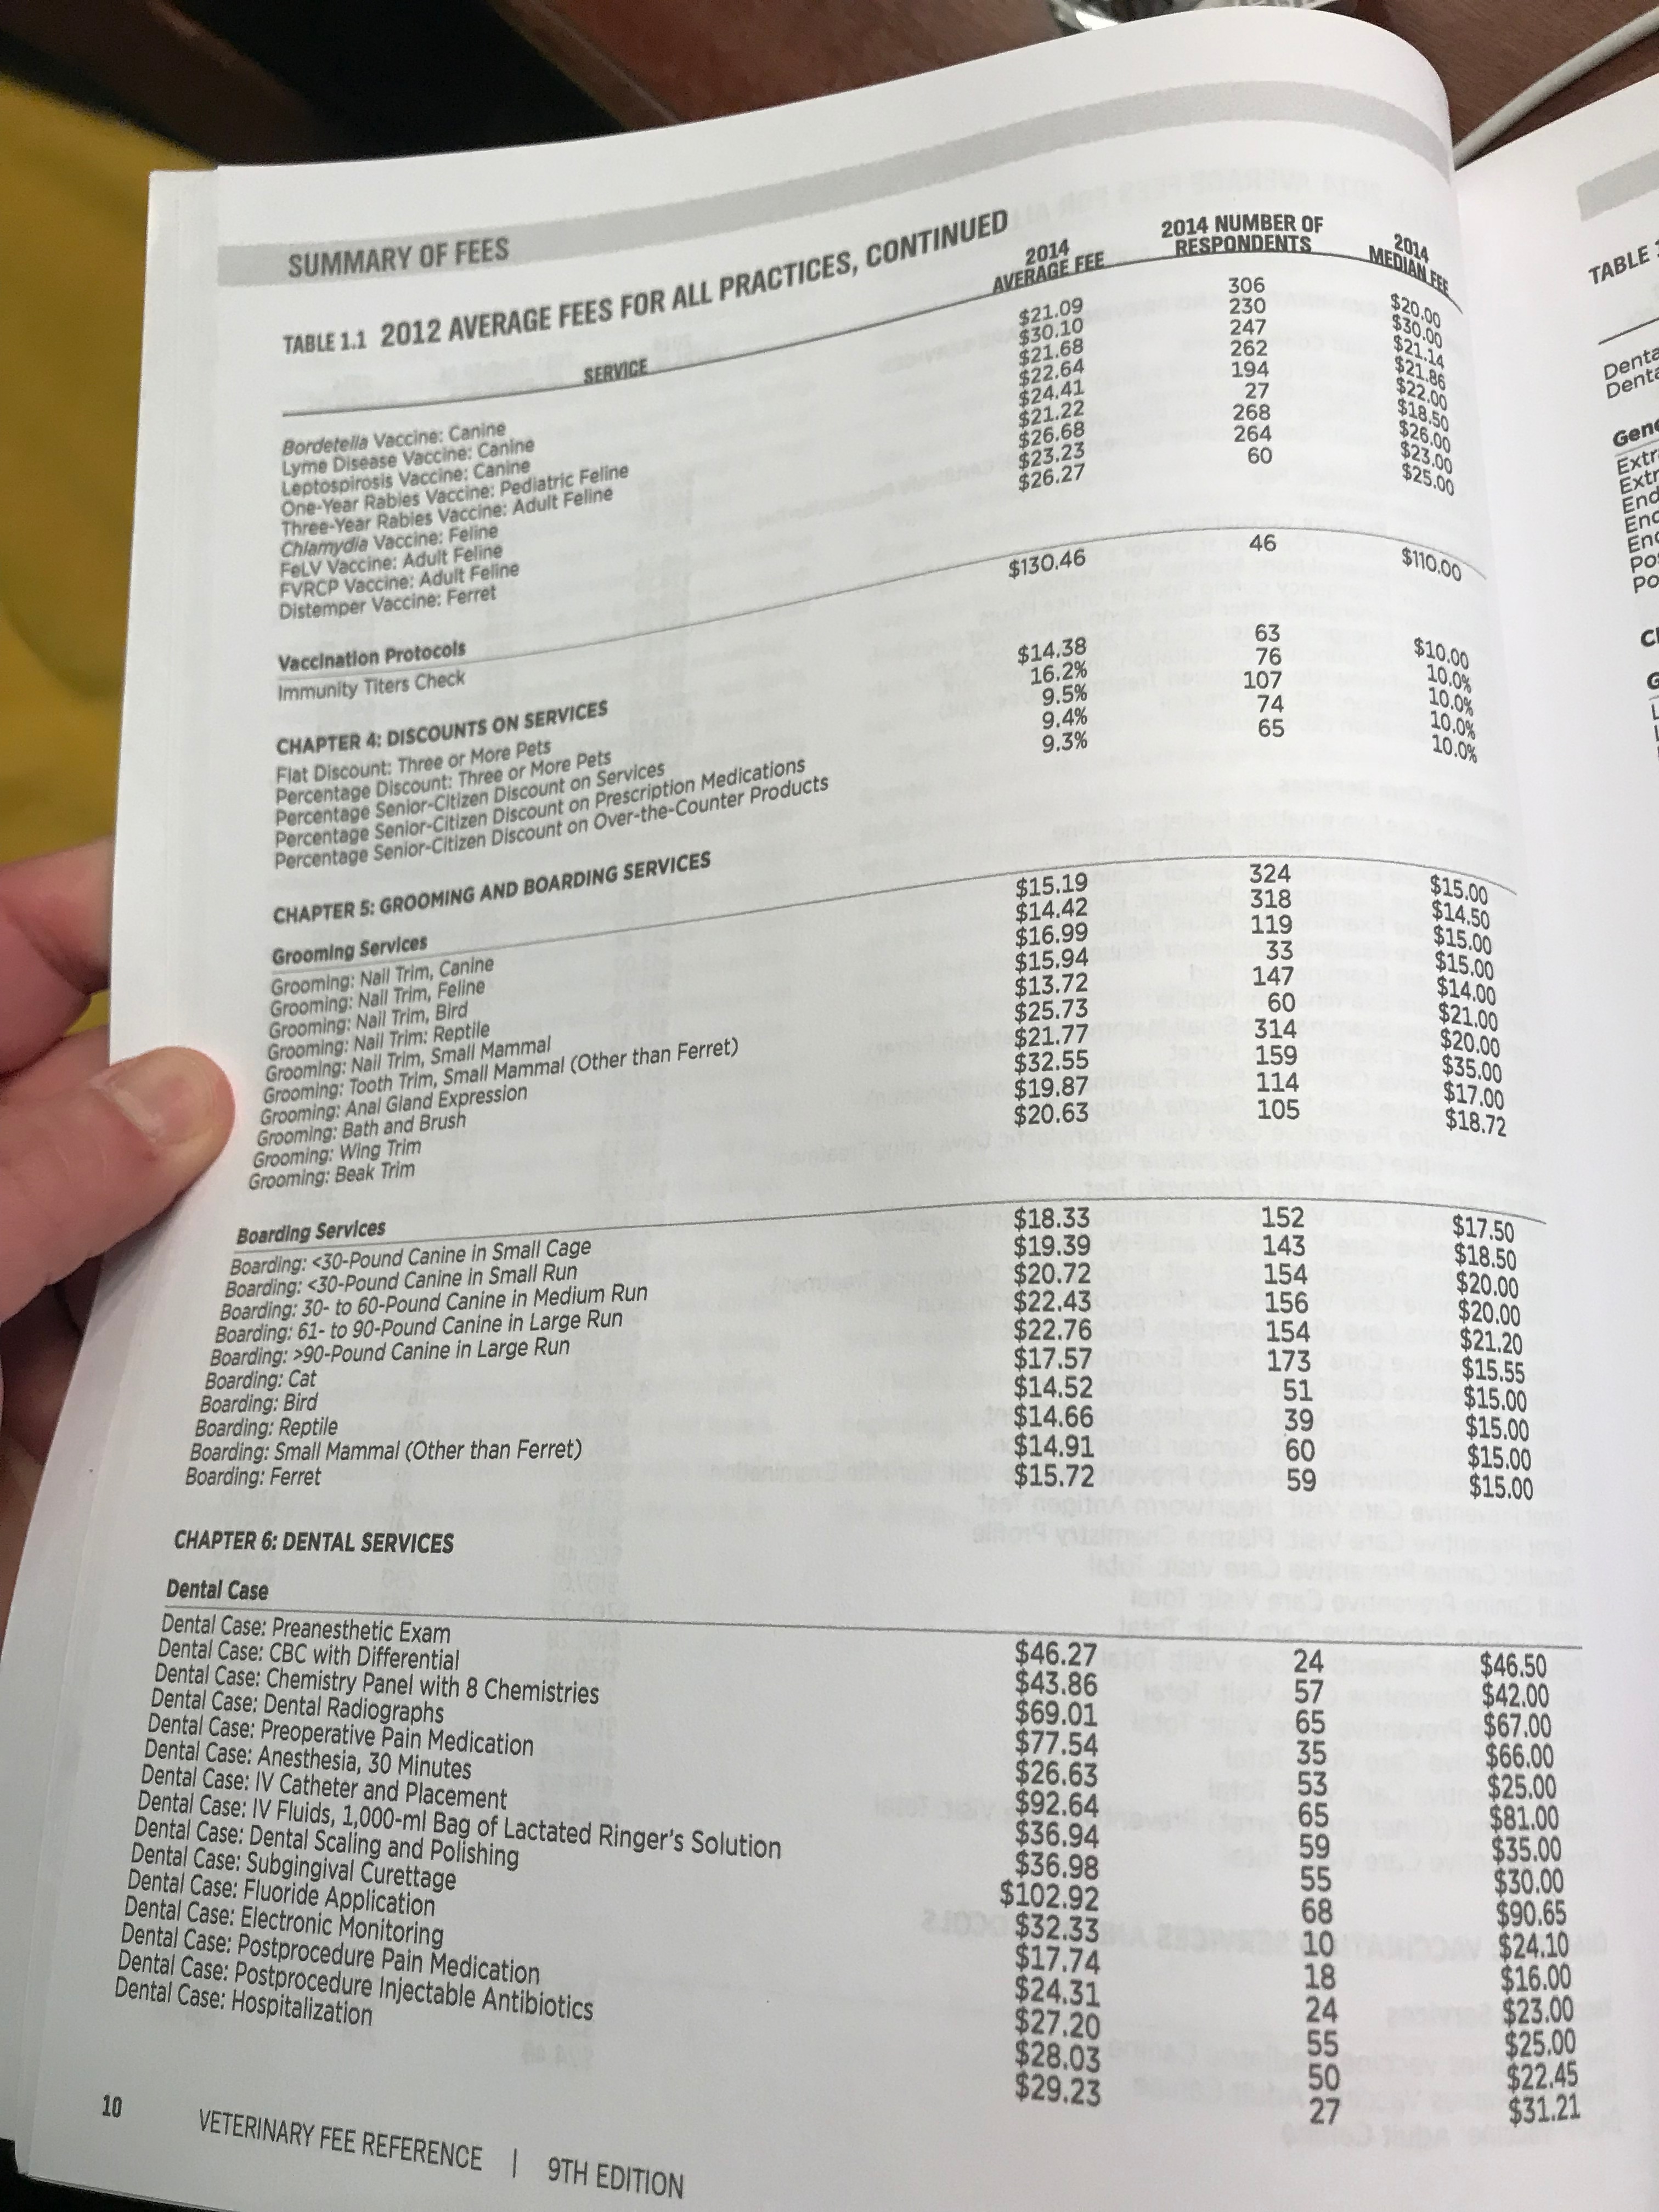 SUMMARY OF FEES
TABLE 1.1 2012 AVERAGE FEES FOR ALL PRACTICES, CONTINUED
SERVICE 2014 AVERAGE FEE 2014 NUMBER OF RESPONDENTS 2014 MEDIAN FEE
Bordetella Vaccine: Canine $21.09 306 $20.00
Lyme Disease Vaccine: Canine $30.10 230 $30.00
Leptospirosis Vaccine: Canine $21.68 247 $21.14
One-Year Rabies Vaccine: Pediatric Feline $22.64 262 $21.86
Three-Year Rabies Vaccine: Adult Feline $24.41 194 $22.00
Chlamydia Vaccine: Feline $21.22 27 $18.50
FeLV Vaccine: Adult Feline $26.68 268 $26.00
FVRCP Vaccine: Adult Feline $23.23 264 $23.00
Distemper Vaccine: Ferret $26.27 60 $25.00
Vaccination Protocols
Immunity Titers Check $130.46 46 $110.00
CHAPTER 4: DISCOUNTS ON SERVICES
Flat Discount: Three or More Pets $14.38 63 $10.00
Percentage Discount: Three or More Pets 16.2% 76 10.0%
Percentage Senior-Citizen Discount on Services 9.5% 107 10.0%
Percentage Senior-Citizen Discount on Prescription Medications 9.4% 74 10.0%
Percentage Senior-Citizen Discount on Over-the-Counter Products 9.3% 65 10.0%
CHAPTER 5: GROOMING AND BOARDING SERVICES
Grooming Services
Grooming: Nail Trim, Canine $15.19 324 $15.00
Grooming: Nail Trim, Feline $14.42 318 $14.50
Grooming: Nail Trim, Bird $16.99 119 $15.00
Grooming: Nail Trim: Reptile $15.94 33 $15.00
Grooming: Nail Trim, Small Mammal $13.72 147 $14.00
Grooming: Tooth Trim, Small Mammal (Other than Ferret) $25.73 60 $21.00
Grooming: Anal Gland Expression $21.77 314 $20.00
Grooming: Bath and Brush $32.55 159 $35.00
Grooming: Wing Trim $19.87 114 $17.00
Grooming: Beak Trim $20.63 105 $18.72
Boarding Services
Boarding: <30-Pound Canine in Small Cage $18.33 152 $17.50
Boarding: <30-Pound Canine in Small Run $19.39 143 $18.50
Boarding: 30- to 60-Pound Canine in Medium Run $20.72 154 $20.00
Boarding: 61- to 90-Pound Canine in Large Run $22.43 156 $20.00
Boarding: >90-Pound Canine in Large Run $22.76 154 $21.20
Boarding: Cat $17.57 173 $15.55
Boarding: Bird $14.52 51 $15.00
Boarding: Reptile $14.66 39 $15.00
Boarding: Small Mammal (Other than Ferret) $14.91 60 $15.00
Boarding: Ferret $15.72 59 $15.00
CHAPTER 6: DENTAL SERVICES
Dental Case
Dental Case: Preanesthetic Exam $46.27 24 $46.50
Dental Case: CBC with Differential $43.86 57 $42.00
Dental Case: Chemistry Panel with 8 Chemistries $69.01 65 $67.00
Dental Case: Dental Radiographs $77.54 35 $66.00
Dental Case: Preoperative Pain Medication $26.63 53 $25.00
Dental Case: Anesthesia, 30 Minutes $92.64 65 $81.00
Dental Case: IV Catheter and Placement $36.94 59 $35.00
Dental Case: IV Fluids, 1,000-ml Bag of Lactated Ringer's Solution $36.98 55 $30.00
Dental Case: Dental Scaling and Polishing $102.92 68 $90.65
Dental Case: Subgingival Curettage $32.33 10 $24.10
Dental Case: Fluoride Application $17.74 18 $16.00
Dental Case: Electronic Monitoring $24.31 24 $23.00
Dental Case: Postprocedure Pain Medication $27.20 55 $25.00
Dental Case: Postprocedure Injectable Antibiotics $28.03 50 $22.45
Dental Case: Hospitalization $29.23 27 $31.21
10 VETERINARY FEE REFERENCE | 9TH EDITION
TABLE